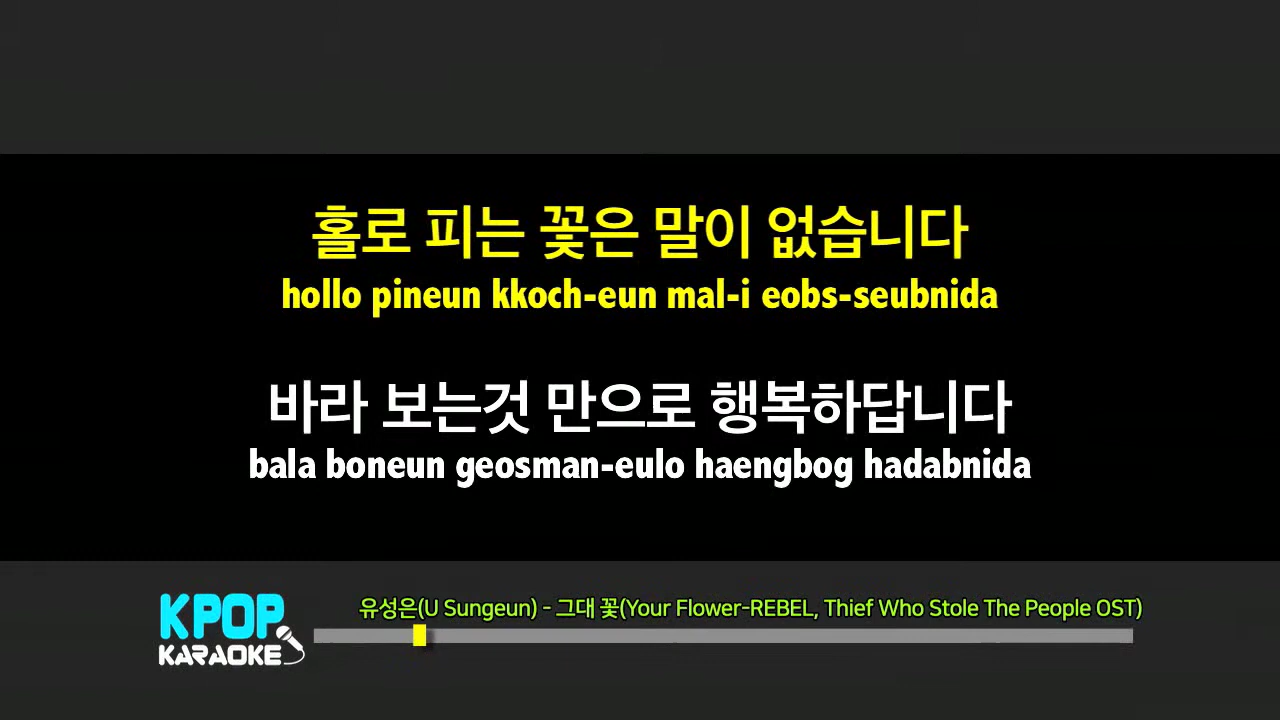 홀로 피는 꽃은 말이 없습니다
hollo pineun kkoch-eun mal-i eobs-seubnida
바라 보는것 만으로 행복하답니다
bala boneun geosman-eulo haengbog hadabnida
유성은(U Sungeun) - 그대 꽃(Your Flower-REBEL, Thief Who Stole The People OST)
KPOP
KARAOKE